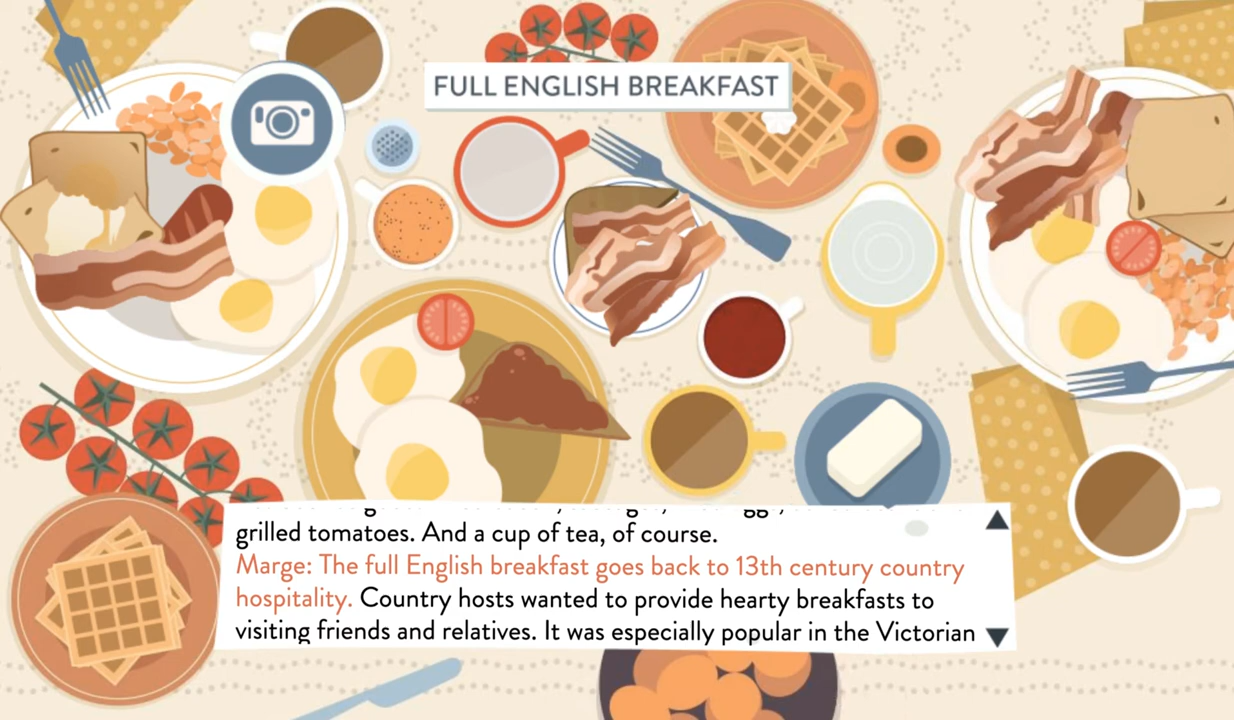 FULL ENGLISH BREAKFAST
grilled tomatoes. And a cup of tea, of course.
Marge: The full English breakfast goes back to 13th century country
hospitality. Country hosts wanted to provide hearty breakfasts to
visiting friends and relatives. It was especially popular in the Victorian